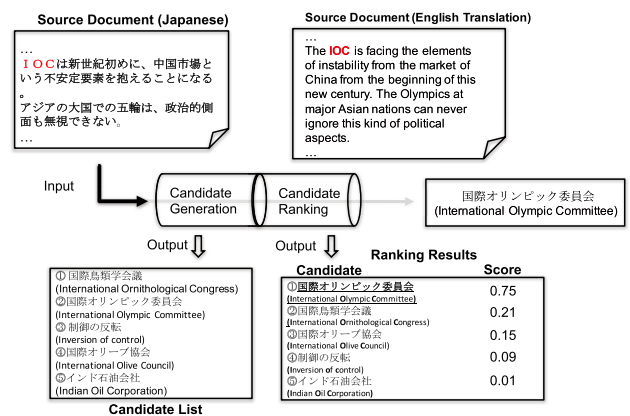 Source Document (Japanese)
…
ＩＯＣは新世紀初めに、中国市場と
いう不安定要素を抱えることになる
。
アジアの大国での五輪は、政治的側
面も無視できない。
…
Source Document (English Translation)
…
The IOC is facing the elements
of instability from the market of
China from the beginning of this
new century. The Olympics at
major Asian nations can never
ignore this kind of political
aspects.
…
Input
Candidate
Generation
Candidate
Ranking
国際オリンピック委員会
(International Olympic Committee)
Output
Output
① 国際鳥類学会議
(International Ornithological Congress)
②国際オリンピック委員会
(International Olympic Committee)
③ 制御の反転
(Inversion of control)
④国際オリーブ協会
(International Olive Council)
⑤インド石油会社
(Indian Oil Corporation)
Candidate List
Ranking Results
Candidate Score
①国際オリンピック委員会
(International Olympic Committee) 0.75
②国際鳥類学会議
(International Ornithological Congress) 0.21
③国際オリーブ協会
(International Olive Council) 0.15
④制御の反転
(Inversion of control) 0.09
⑤インド石油会社
(Indian Oil Corporation) 0.01